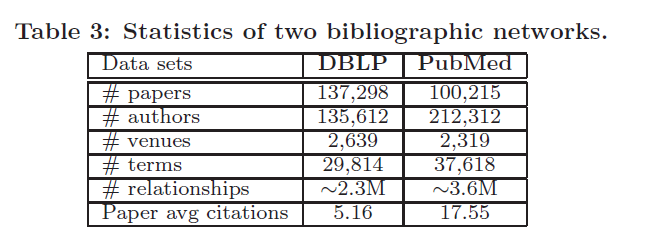 Table 3: Statistics of two bibliographic networks.
Data sets DBLP PubMed
# papers 137,298 100,215
# authors 135,612 212,312
# venues 2,639 2,319
# terms 29,814 37,618
# relationships ~2.3M ~3.6M
Paper avg citations 5.16 17.55